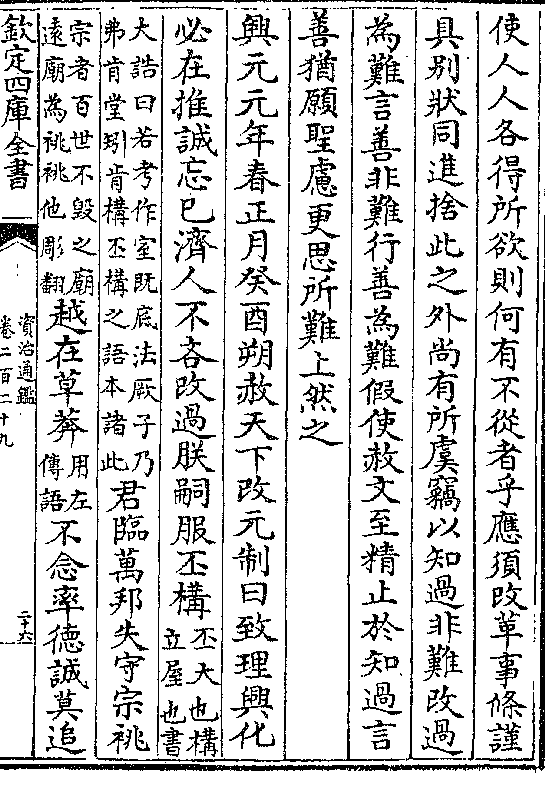 使人人各得所欲則何有不從者乎應須改革事條謹
具别狀同進捨此之外尚有所虞竊以知過非難改過
為難言善非難行善為難假使赦文至精止於知過言
善猶願聖慮更思所難上然之
興元元年春正月癸酉朔赦天下改元制曰致理興化
必在推誠忘已濟人不吝改過朕嗣服丕構
丕大也構
立屋也書
大誥曰若考作室既底法厥子乃
弗肯堂矧肯構丕構之語本諸此
君臨萬邦失守宗祧
宗者百世不毁之廟
遠廟為祧祧他彫翻
越在草莽
用左
傳語
不念率德誠莫追
欽定四庫全書
資治通鑑
卷二百二十九
二十六